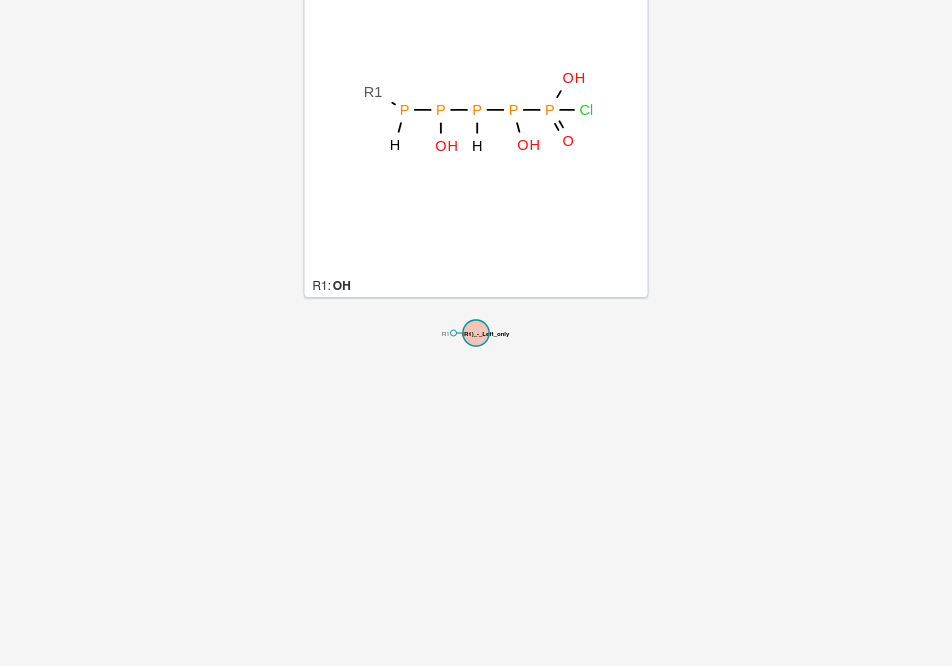 OH
R1
P P P P P Cl
H OH H OH O
R1: OH
R1 R1)_-_Left_only